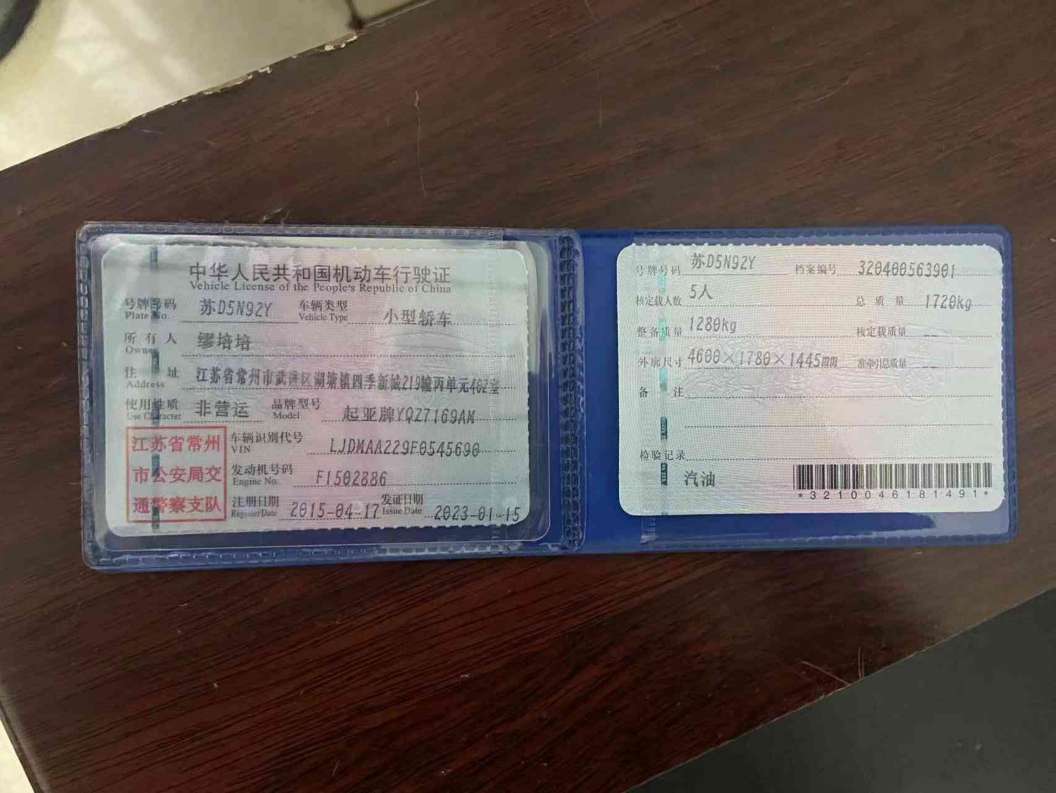 中华人民共和国机动车行驶证
Vehicle License of the People's Republic of China
号牌号码 苏D5N92Y 车辆类型 小型轿车
Plate No. Vehicle Type
所有人 缪培培
Owner
住址 江苏省常州市武进区湖塘镇四季新城219幢丙单元402室
Address
使用性质 非营运 品牌型号 起亚牌YQZ7169AM
Use Character Model
江苏省常州
市公安局交
通警察支队
车辆识别代号 LJDMAA229F0545690
VIN
发动机号码 F1502886
Engine No.
注册日期 2015-04-17 发证日期 2023-01-15
Register Date Issue Date
号牌号码 苏D5N92Y 档案编号 320400563901
核定载人数 5人 总质量 1720kg
整备质量 1280kg 核定载质量
外廓尺寸 4600×1780×1445毫米 准牵引总质量
备注
检验记录
汽油
*3210046181491*